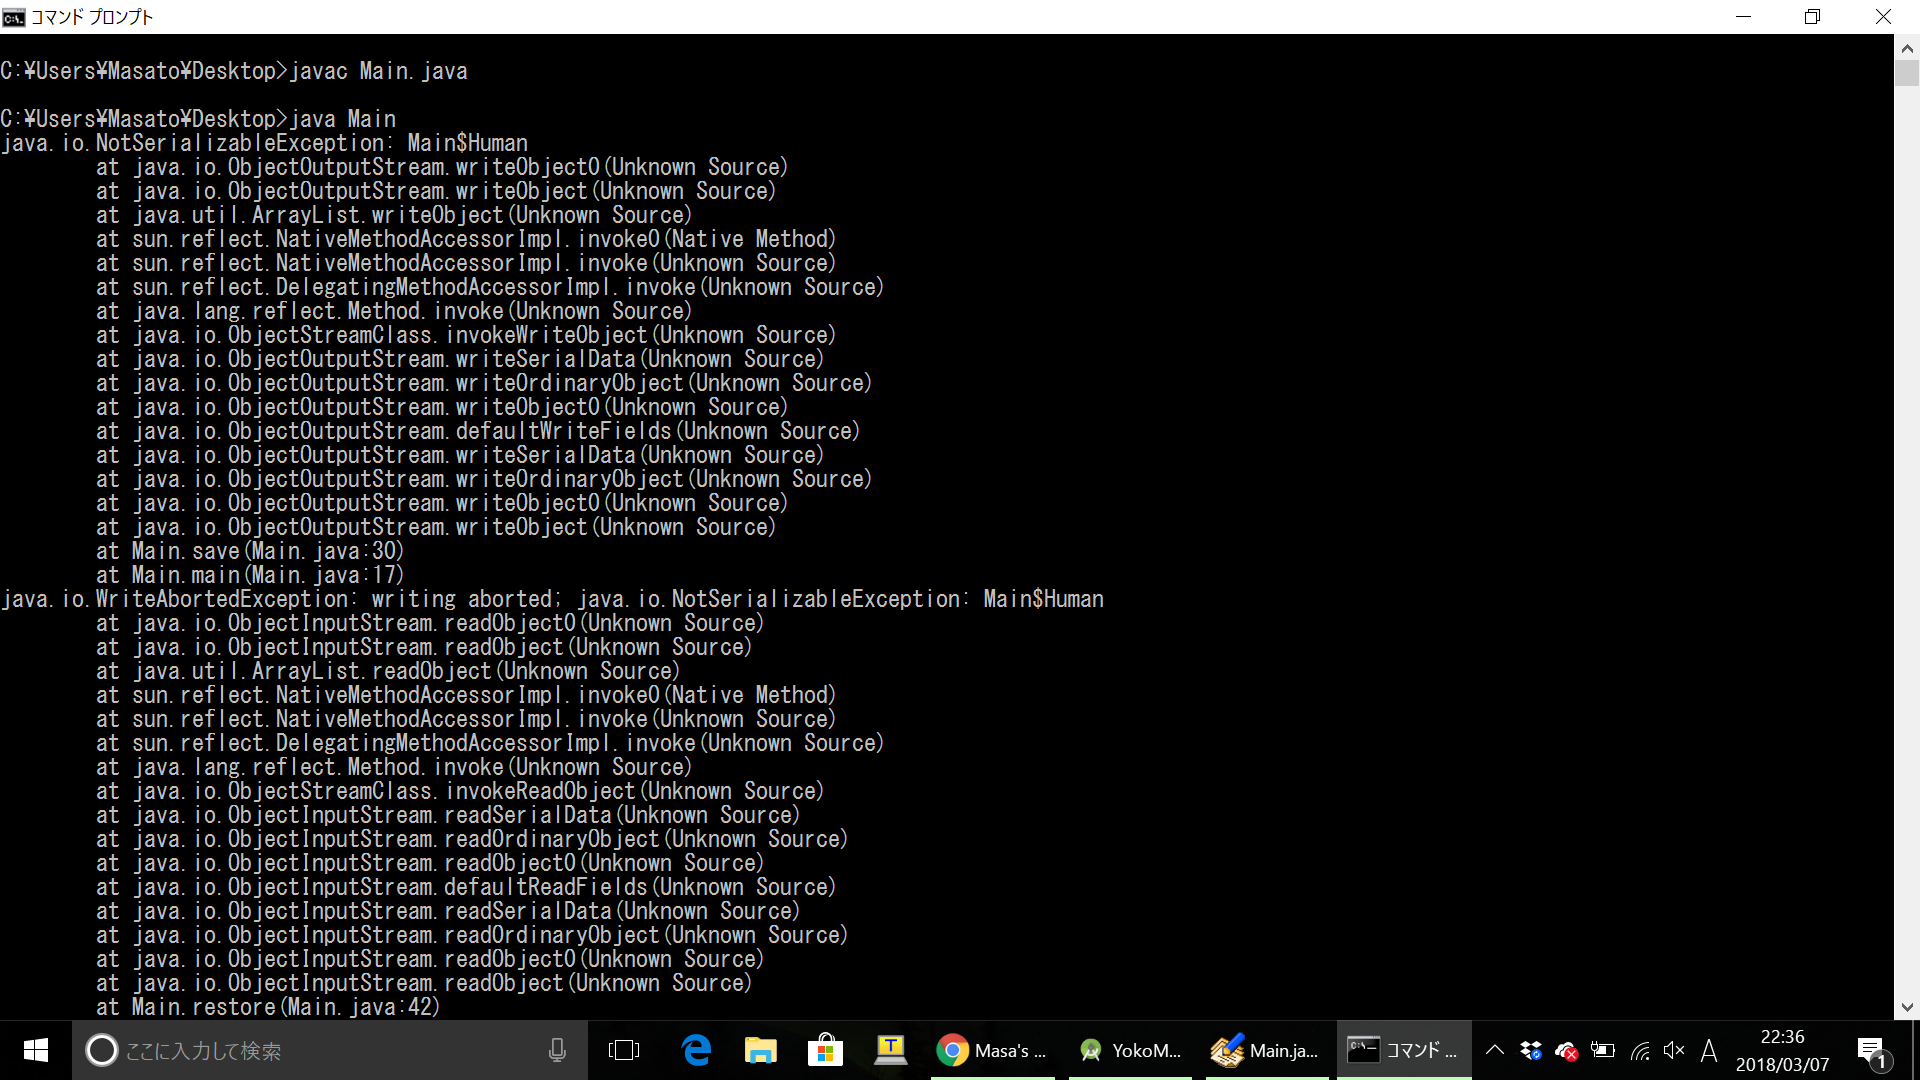 コマンド プロンプト
C:¥Users¥Masato¥Desktop>javac Main.java
C:¥Users¥Masato¥Desktop>java Main
java.io.NotSerializableException: Main$Human
at java.io.ObjectOutputStream.writeObject0(Unknown Source)
at java.io.ObjectOutputStream.writeObject(Unknown Source)
at java.util.ArrayList.writeObject(Unknown Source)
at sun.reflect.NativeMethodAccessorImpl.invoke0(Native Method)
at sun.reflect.NativeMethodAccessorImpl.invoke(Unknown Source)
at sun.reflect.DelegatingMethodAccessorImpl.invoke(Unknown Source)
at java.lang.reflect.Method.invoke(Unknown Source)
at java.io.ObjectStreamClass.invokeWriteObject(Unknown Source)
at java.io.ObjectOutputStream.writeSerialData(Unknown Source)
at java.io.ObjectOutputStream.writeOrdinaryObject(Unknown Source)
at java.io.ObjectOutputStream.writeObject0(Unknown Source)
at java.io.ObjectOutputStream.defaultWriteFields(Unknown Source)
at java.io.ObjectOutputStream.writeSerialData(Unknown Source)
at java.io.ObjectOutputStream.writeOrdinaryObject(Unknown Source)
at java.io.ObjectOutputStream.writeObject0(Unknown Source)
at java.io.ObjectOutputStream.writeObject(Unknown Source)
at Main.save(Main.java:30)
at Main.main(Main.java:17)
java.io.WriteAbortedException: writing aborted; java.io.NotSerializableException: Main$Human
at java.io.ObjectInputStream.readObject0(Unknown Source)
at java.io.ObjectInputStream.readObject(Unknown Source)
at java.util.ArrayList.readObject(Unknown Source)
at sun.reflect.NativeMethodAccessorImpl.invoke0(Native Method)
at sun.reflect.NativeMethodAccessorImpl.invoke(Unknown Source)
at sun.reflect.DelegatingMethodAccessorImpl.invoke(Unknown Source)
at java.lang.reflect.Method.invoke(Unknown Source)
at java.io.ObjectStreamClass.invokeReadObject(Unknown Source)
at java.io.ObjectInputStream.readSerialData(Unknown Source)
at java.io.ObjectInputStream.readOrdinaryObject(Unknown Source)
at java.io.ObjectInputStream.readObject0(Unknown Source)
at java.io.ObjectInputStream.defaultReadFields(Unknown Source)
at java.io.ObjectInputStream.readSerialData(Unknown Source)
at java.io.ObjectInputStream.readOrdinaryObject(Unknown Source)
at java.io.ObjectInputStream.readObject0(Unknown Source)
at java.io.ObjectInputStream.readObject(Unknown Source)
at Main.restore(Main.java:42)
ここに入力して検索 T Masa's ... YokoM... Main.ja... コマンド ... A 22:36 1
2018/03/07